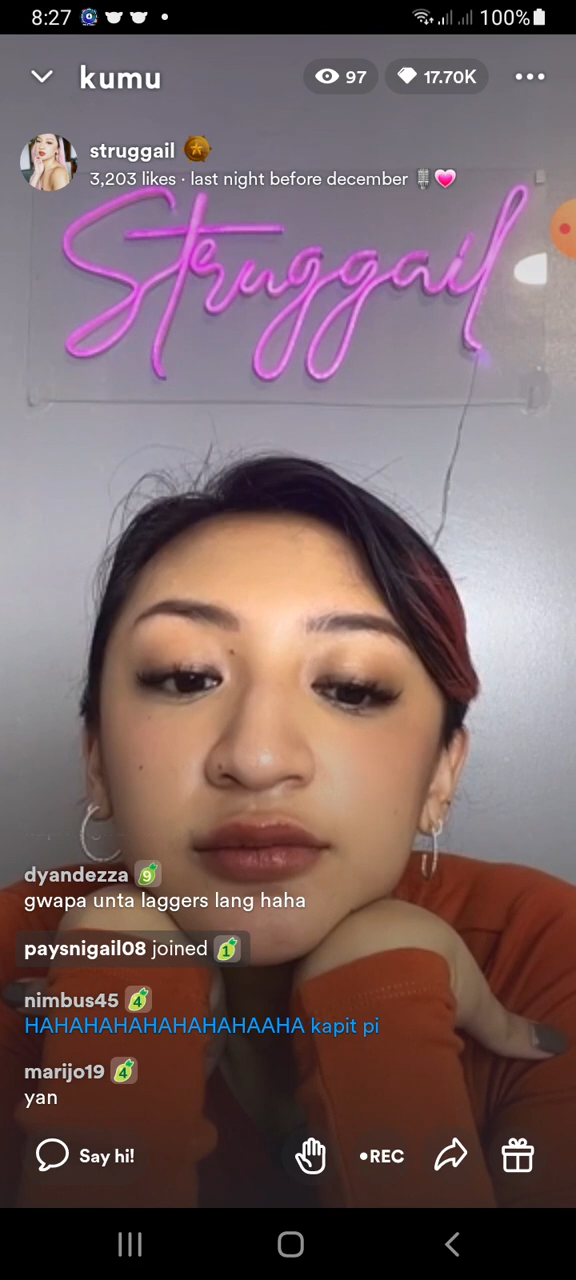 8:27
100%
kumu
97
17.70K
struggail
3,203 likes · last night before december
Struggail
dyandezza 9
gwapa unta laggers lang haha
paysnigail08 joined 1
nimbus45 4
HAHAHAHAHAHAHAHAAHA kapit pi
marijo19 4
yan
Say hi!
•REC